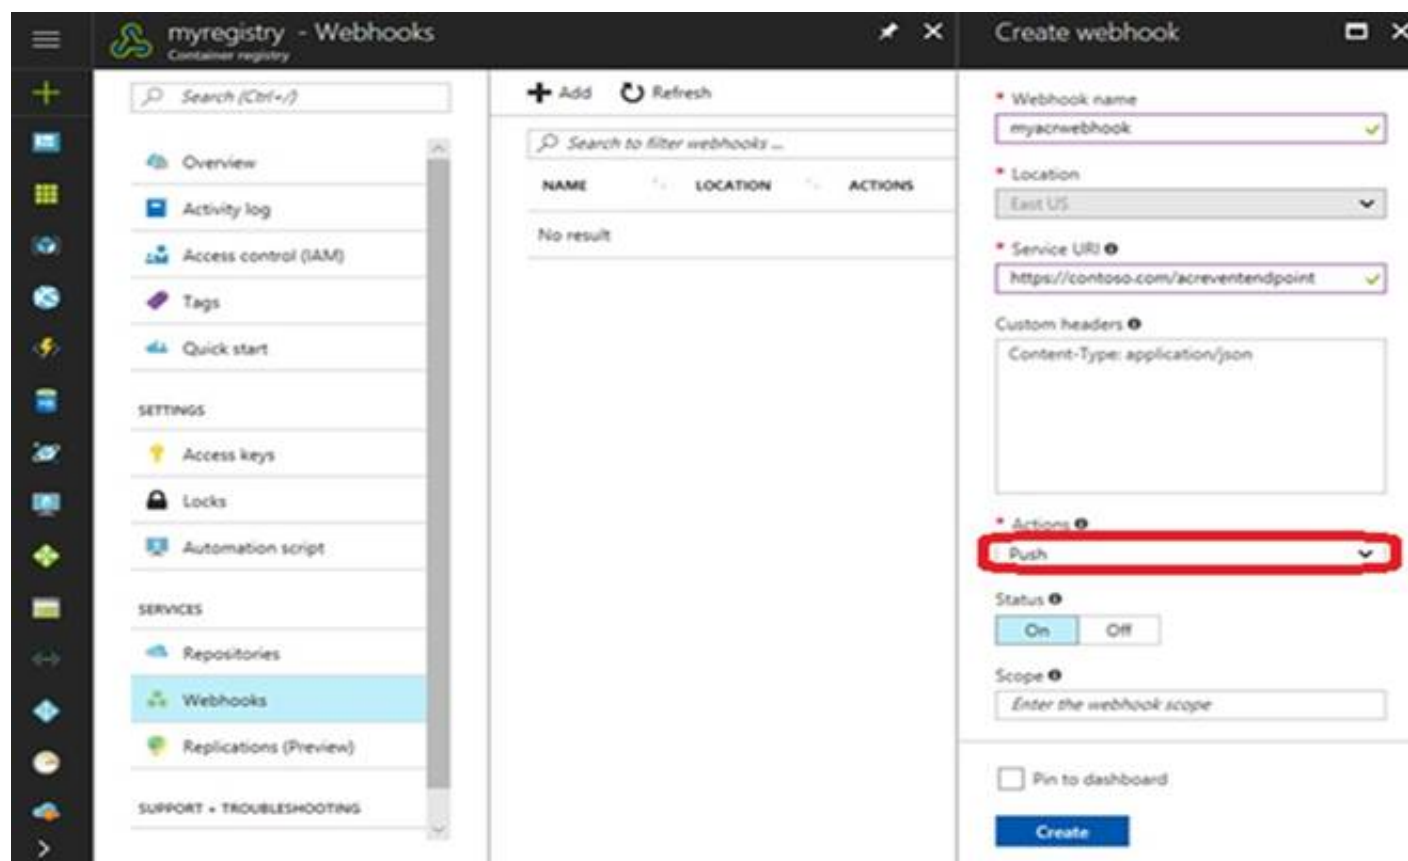 myregistry - Webhooks
Container registry
Search (Ctrl+/)
Overview
Activity log
Access control (IAM)
Tags
Quick start
SETTINGS
Access keys
Locks
Automation script
SERVICES
Repositories
Webhooks
Replications (Preview)
SUPPORT + TROUBLESHOOTING
Add Refresh
Search to filter webhooks ...
NAME LOCATION ACTIONS
No result
Create webhook
* Webhook name
myacrwebhook
* Location
East US
* Service URI
https://contoso.com/acreventendpoint
Custom headers
Content-Type: application/json
* Actions
Push
Status
On Off
Scope
Enter the webhook scope
Pin to dashboard
Create